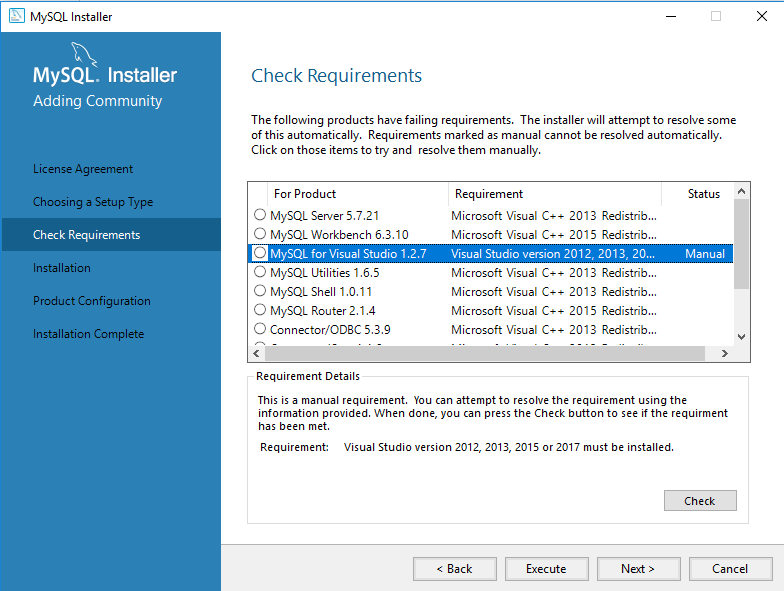 MySQL Installer
MySQL. Installer
Adding Community
License Agreement
Choosing a Setup Type
Check Requirements
Installation
Product Configuration
Installation Complete
Check Requirements
The following products have failing requirements.  The installer will attempt to resolve some
of this automatically.  Requirements marked as manual cannot be resolved automatically.
Click on those items to try and  resolve them manually.
For Product Requirement Status
MySQL Server 5.7.21 Microsoft Visual C++ 2013 Redistrib...
MySQL Workbench 6.3.10 Microsoft Visual C++ 2015 Redistrib...
MySQL for Visual Studio 1.2.7 Visual Studio version 2012, 2013, 20... Manual
MySQL Utilities 1.6.5 Microsoft Visual C++ 2013 Redistrib...
MySQL Shell 1.0.11 Microsoft Visual C++ 2013 Redistrib...
MySQL Router 2.1.4 Microsoft Visual C++ 2015 Redistrib...
Connector/ODBC 5.3.9 Microsoft Visual C++ 2013 Redistrib...
Requirement Details
This is a manual requirement.  You can attempt to resolve the requirement using the
information provided. When done, you can press the Check button to see if the requirment
has been met.
Requirement: Visual Studio version 2012, 2013, 2015 or 2017 must be installed.
Check
< Back Execute Next > Cancel